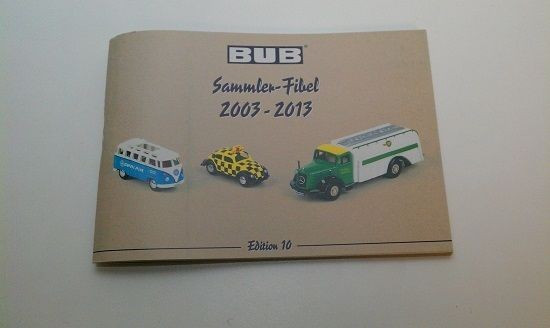 BUB®
Sammler-Fibel
2003 - 2013
Edition 10